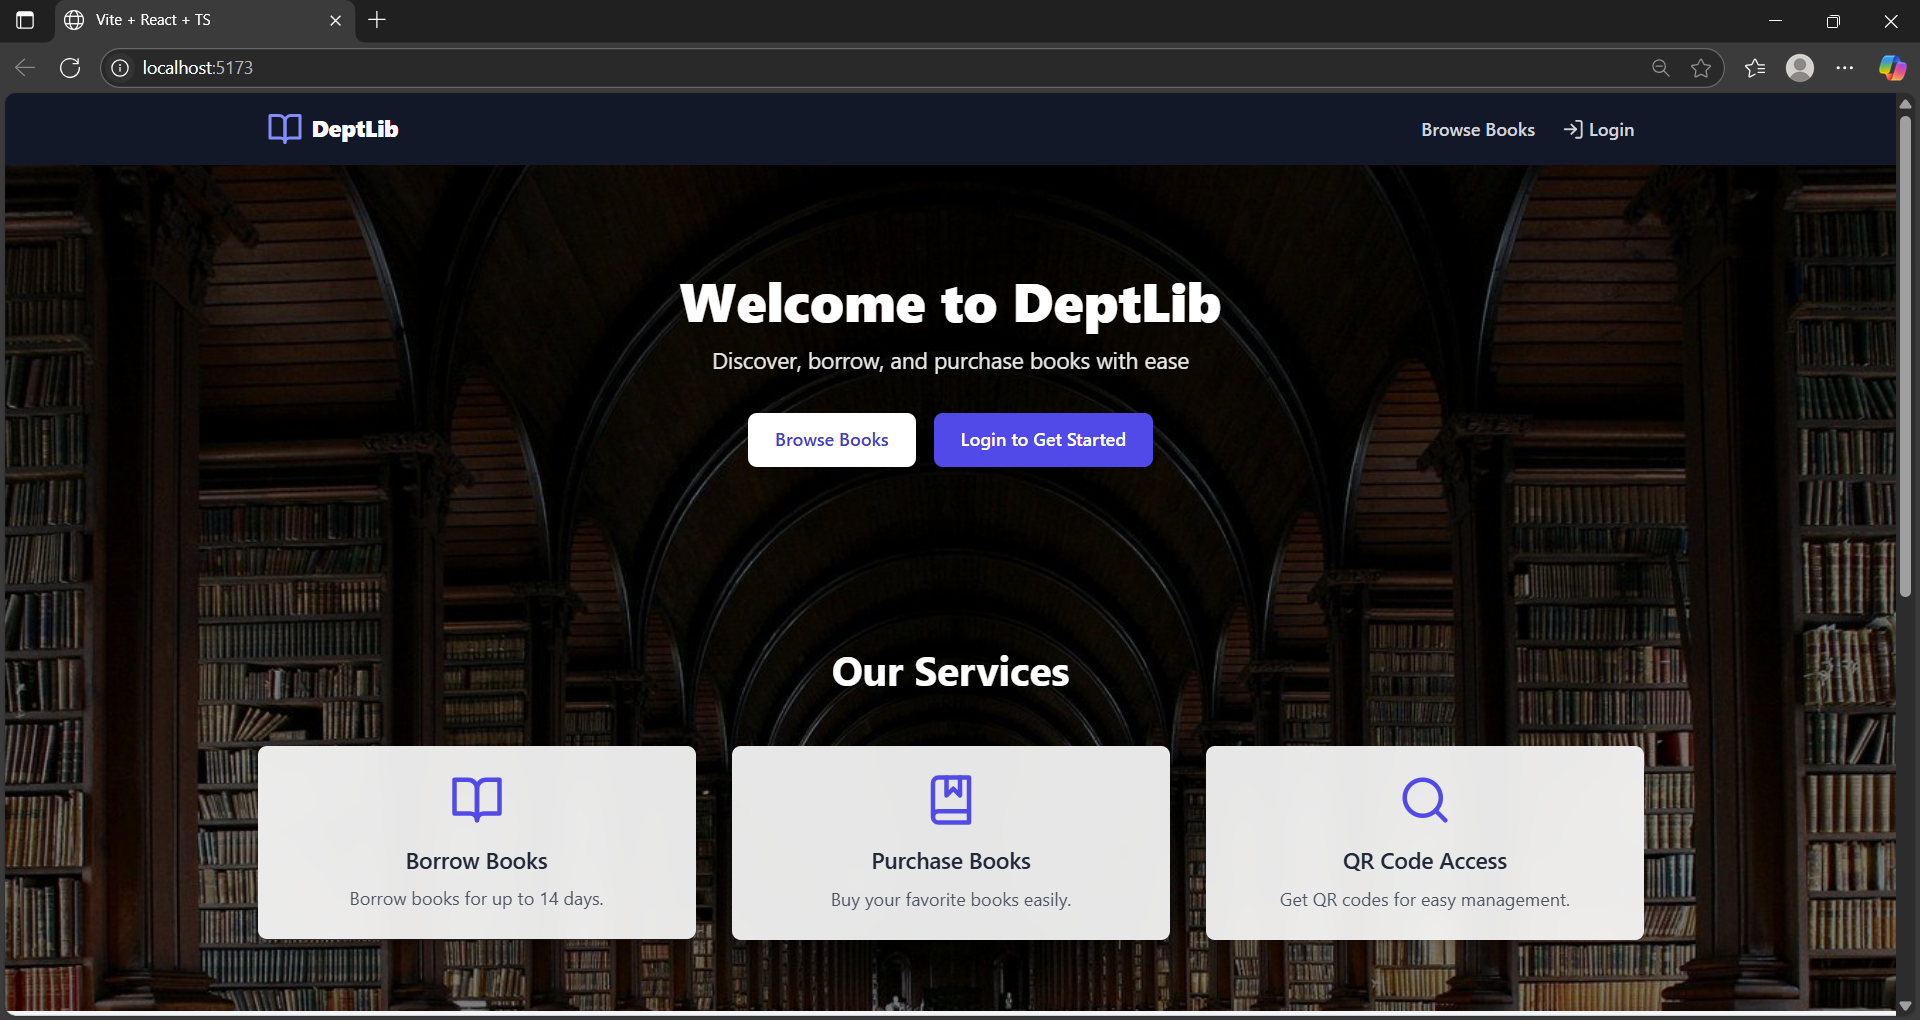 Vite + React + TS
localhost:5173
DeptLib
Browse Books
Login
Welcome to DeptLib
Discover, borrow, and purchase books with ease
Browse Books
Login to Get Started
Our Services
Borrow Books
Borrow books for up to 14 days.
Purchase Books
Buy your favorite books easily.
QR Code Access
Get QR codes for easy management.